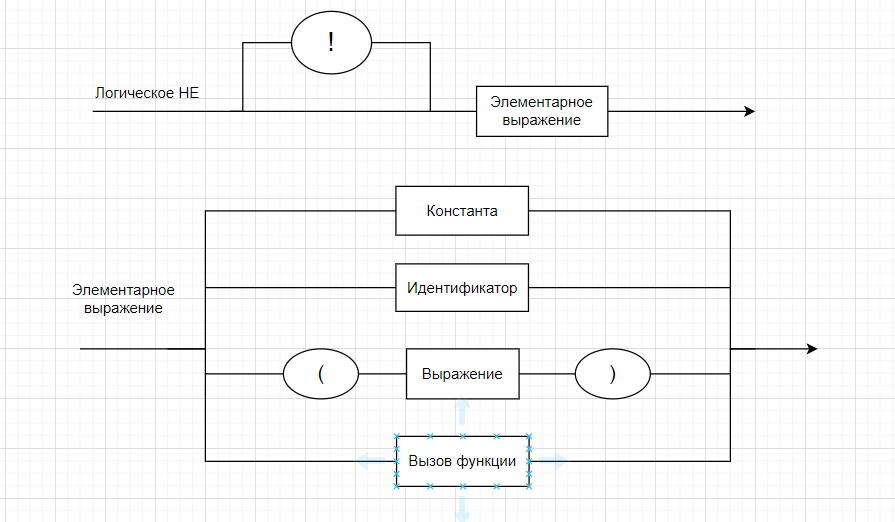 !
Логическое НЕ
Элементарное
выражение
Константа
Элементарное
выражение
Идентификатор
(
Выражение
)
Вызов функции